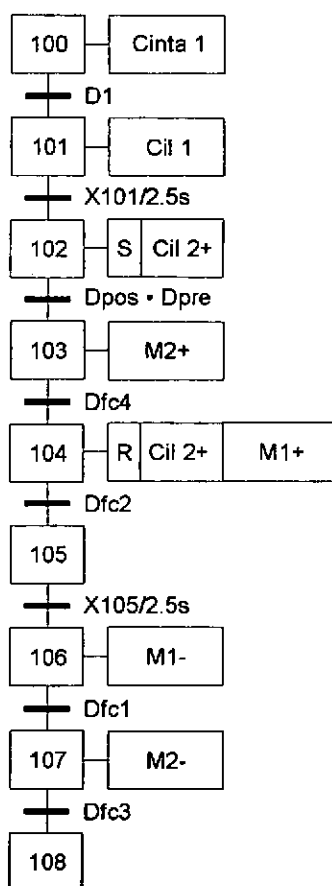 100 Cinta 1
D1
101 Cil 1
X101/2.5s
102 S Cil 2+
Dpos • Dpre
103 M2+
Dfc4
104 R Cil 2+ M1+
Dfc2
105
X105/2.5s
106 M1-
Dfc1
107 M2-
Dfc3
108